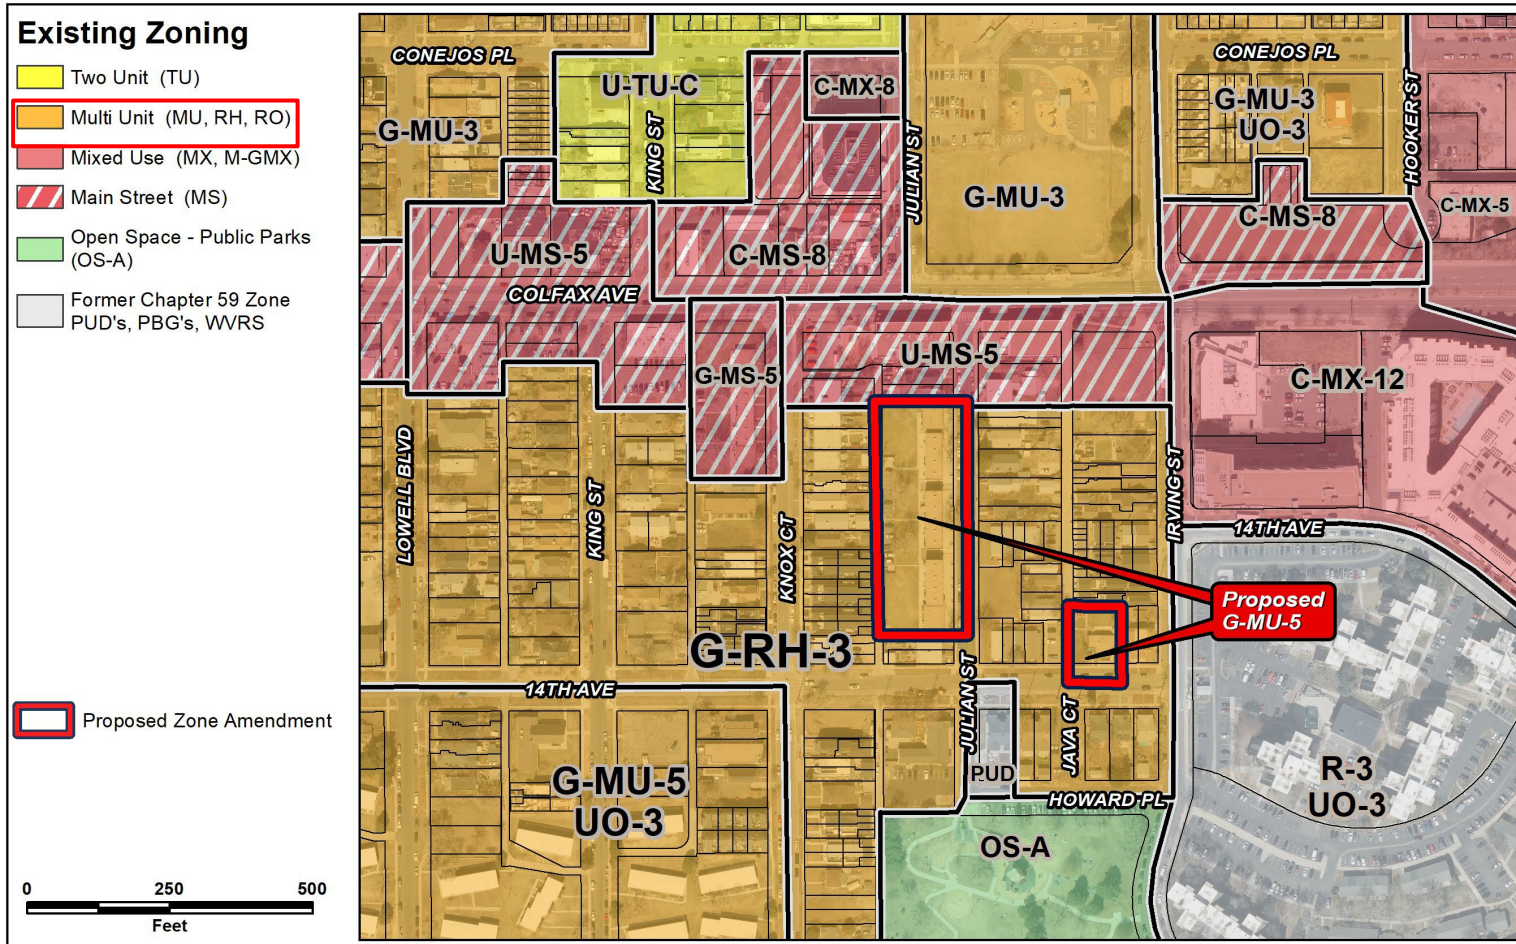 Existing Zoning
Two Unit (TU)
Multi Unit (MU, RH, RO)
Mixed Use (MX, M-GMX)
Main Street (MS)
Open Space - Public Parks
(OS-A)
Former Chapter 59 Zone
PUD's, PBG's, WVRS
Proposed Zone Amendment
0 250 500
Feet
CONEJOS PL
G-MU-3
U-TU-C
KING ST
C-MX-8
JULIAN ST
G-MU-3
CONEJOS PL
G-MU-3
UO-3
HOOKER ST
C-MX-5
C-MS-8
U-MS-5
C-MS-8
COLFAX AVE
G-MS-5
U-MS-5
C-MX-12
LOWELL BLVD
KING ST
KNOX CT
IRVING ST
14TH AVE
Proposed
G-MU-5
G-RH-3
14TH AVE
JULIAN ST
JAVA CT
PUD
HOWARD PL
G-MU-5
UO-3
R-3
UO-3
OS-A